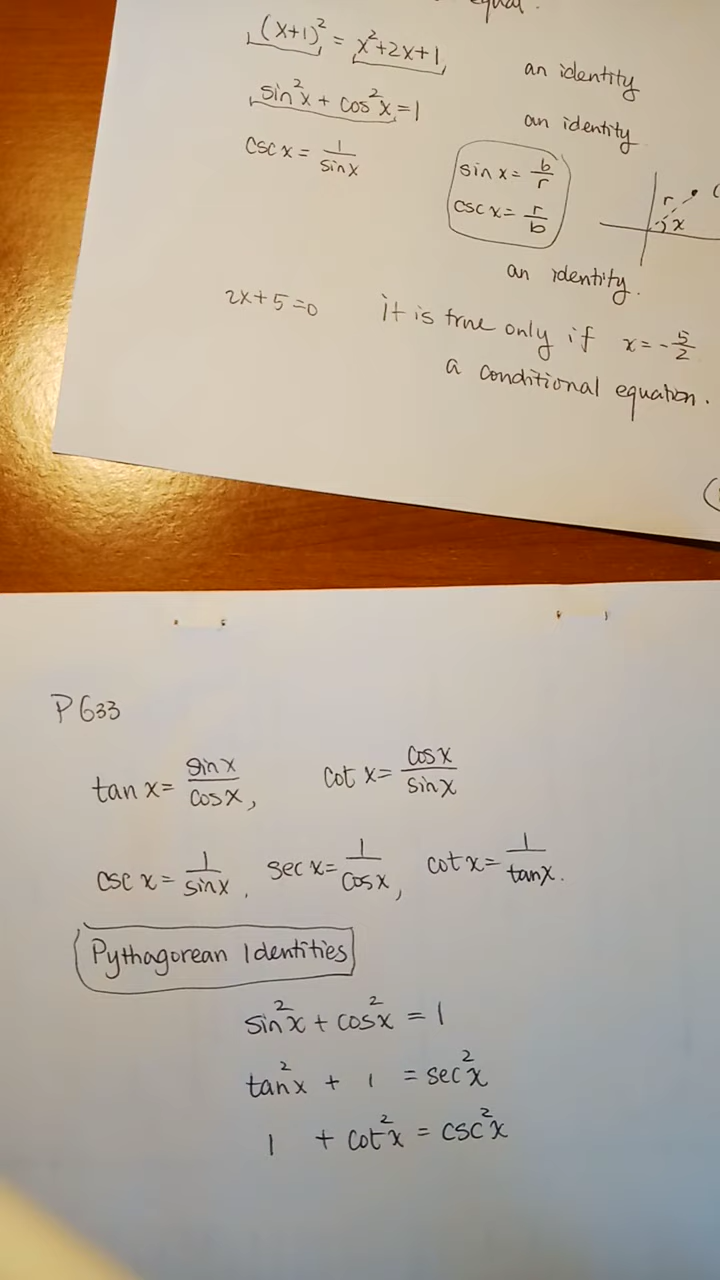 equal.
(x+1)² = x²+2x+1 an identity
sin²x + cos²x = 1 an identity
csc x = 1/sin x
sin x = b/r
csc x = r/b
r
x
an identity.
2x+5=0 it is true only if x = -5/2
a conditional equation.
P633
tan x = sin x/cos x, cot x = cos x/sin x
csc x = 1/sin x, sec x = 1/cos x, cot x = 1/tan x.
Pythagorean Identities
sin²x + cos²x = 1
tan²x + 1 = sec²x
1 + cot²x = csc²x